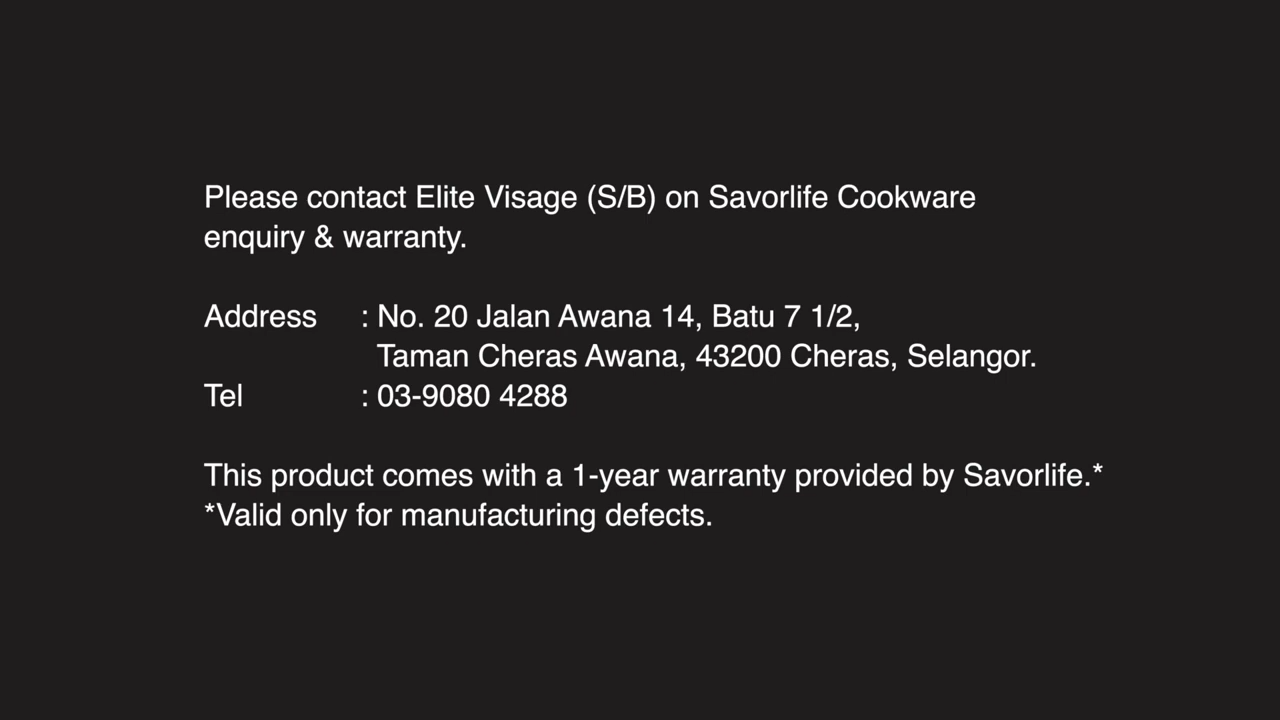 Please contact Elite Visage (S/B) on Savorlife Cookware
enquiry & warranty.
Address : No. 20 Jalan Awana 14, Batu 7 1/2,
Taman Cheras Awana, 43200 Cheras, Selangor.
Tel : 03-9080 4288
This product comes with a 1-year warranty provided by Savorlife.*
*Valid only for manufacturing defects.